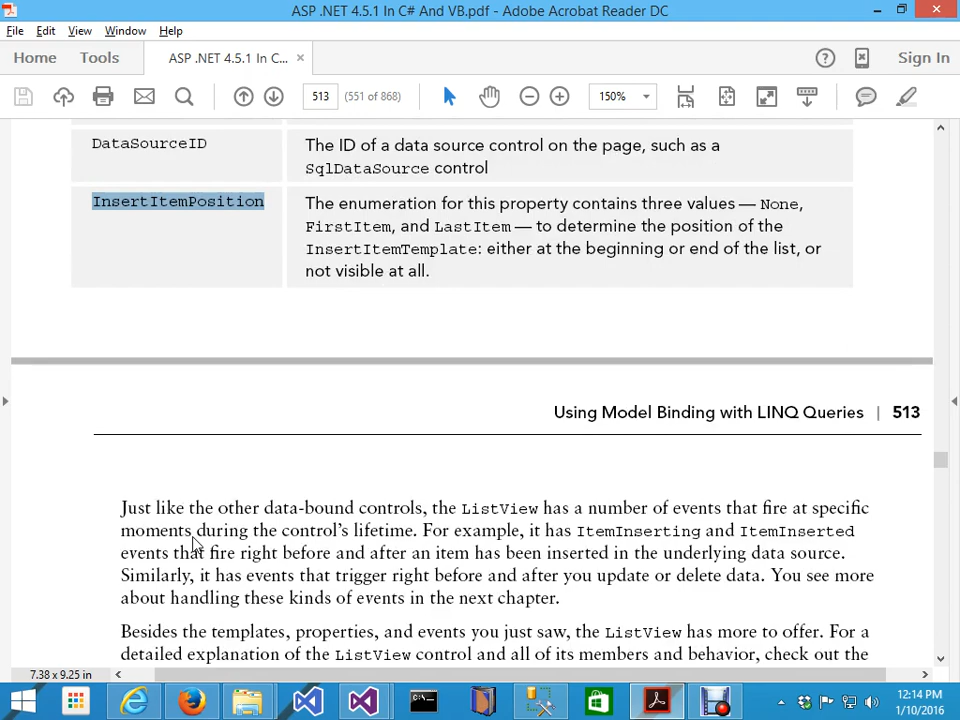 ASP .NET 4.5.1 In C# And VB.pdf - Adobe Acrobat Reader DC
File Edit View Window Help
Home Tools ASP .NET 4.5.1 In C... × Sign In
513 (551 of 868) 150%
DataSourceID The ID of a data source control on the page, such as a
SqlDataSource control
InsertItemPosition The enumeration for this property contains three values — None,
FirstItem, and LastItem — to determine the position of the
InsertItemTemplate: either at the beginning or end of the list, or
not visible at all.
Using Model Binding with LINQ Queries | 513
Just like the other data-bound controls, the ListView has a number of events that fire at specific
moments during the control's lifetime. For example, it has ItemInserting and ItemInserted
events that fire right before and after an item has been inserted in the underlying data source.
Similarly, it has events that trigger right before and after you update or delete data. You see more
about handling these kinds of events in the next chapter.
Besides the templates, properties, and events you just saw, the ListView has more to offer. For a
detailed explanation of the ListView control and all of its members and behavior, check out the
7.38 x 9.25 in
12:14 PM
1/10/2016